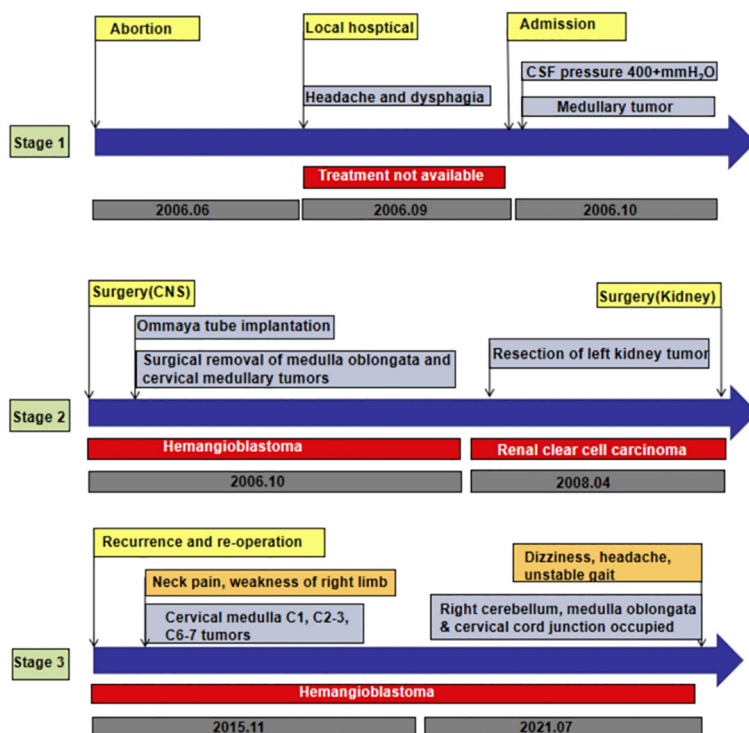 Abortion
Local hosptical
Admission
CSF pressure 400+mmH₂O
Headache and dysphagia
Medullary tumor
Stage 1
Treatment not available
2006.06
2006.09
2006.10
Surgery(CNS)
Surgery(Kidney)
Ommaya tube implantation
Surgical removal of medulla oblongata and
cervical medullary tumors
Resection of left kidney tumor
Stage 2
Hemangioblastoma
Renal clear cell carcinoma
2006.10
2008.04
Recurrence and re-operation
Dizziness, headache,
unstable gait
Neck pain, weakness of right limb
Cervical medulla C1, C2-3,
C6-7 tumors
Right cerebellum, medulla oblongata
& cervical cord junction occupied
Stage 3
Hemangioblastoma
2015.11
2021.07